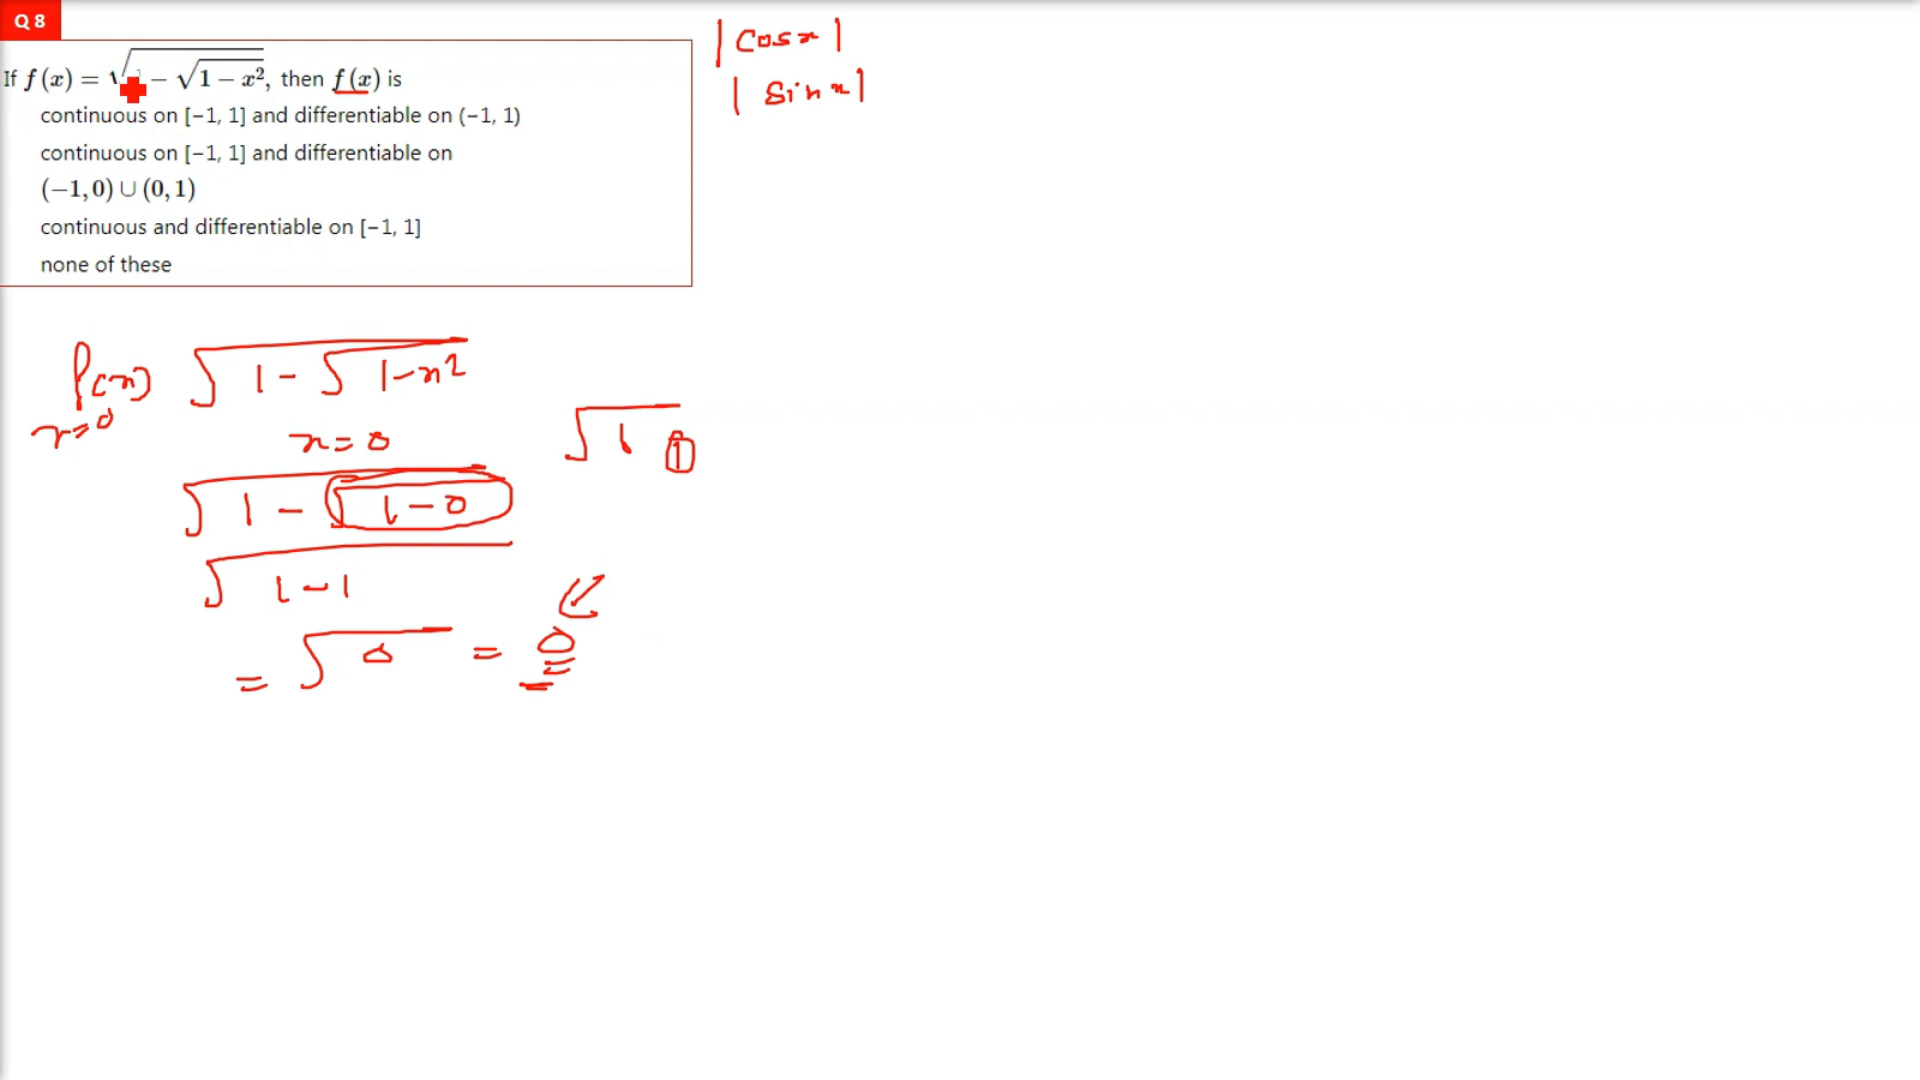 Q 8
If f(x) = √ − √1 − x², then f(x) is
continuous on [−1, 1] and differentiable on (−1, 1)
continuous on [−1, 1] and differentiable on
(−1, 0) ∪ (0, 1)
continuous and differentiable on [−1, 1]
none of these
|cos x|
|sin x|
f(x) √1 - √1-x²
x=0
x=0
√1 1
√1 - √1-0
√1-1
= √0 = 0